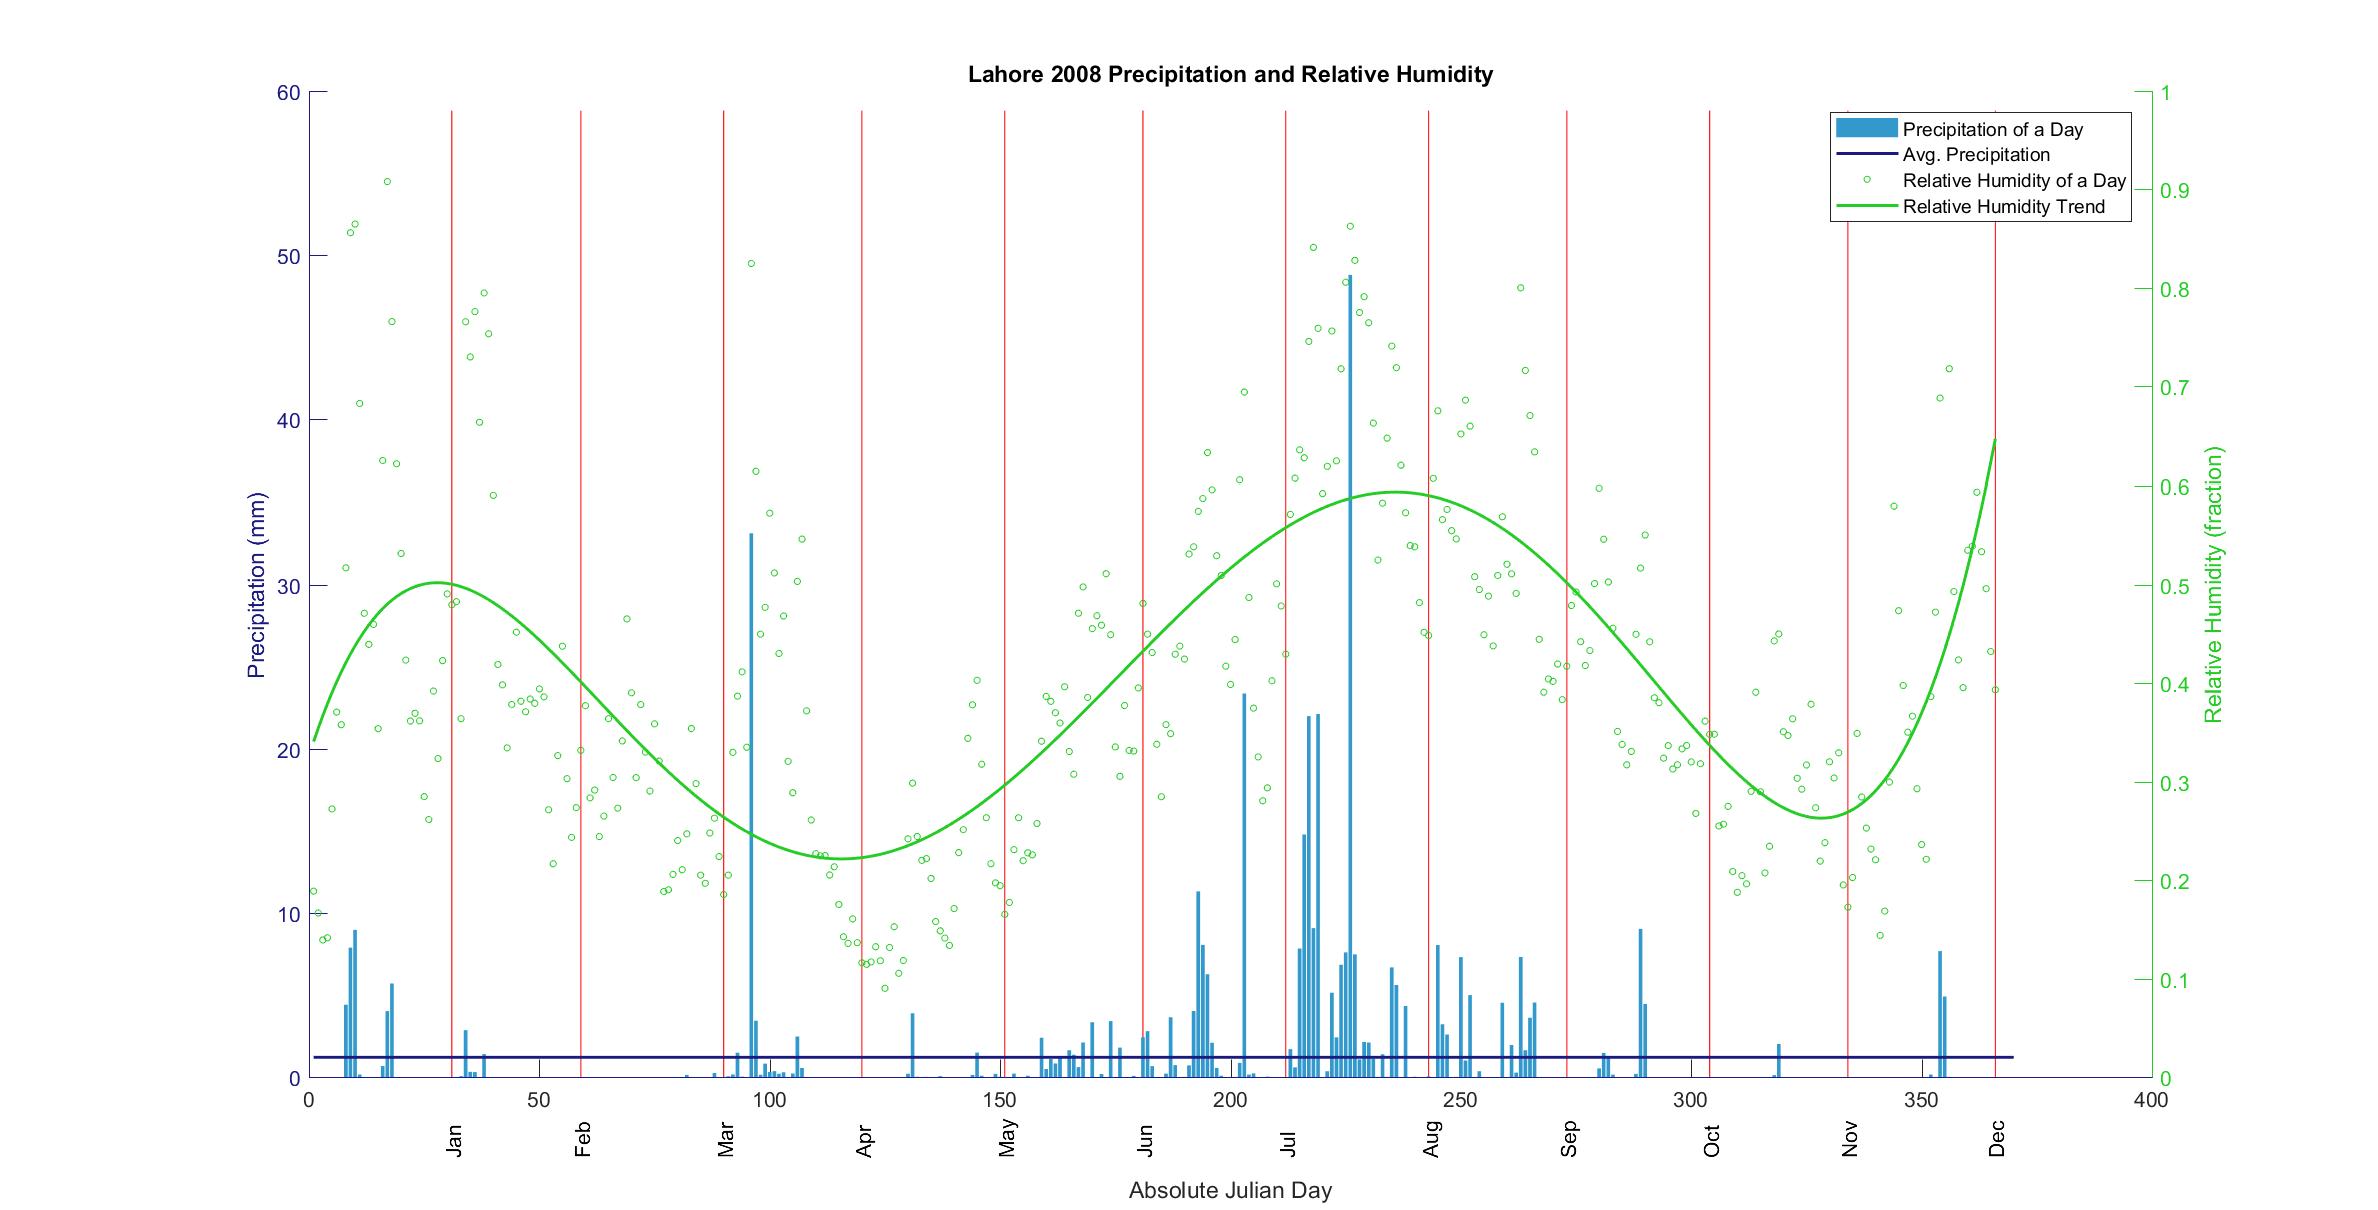 Lahore 2008 Precipitation and Relative Humidity
Precipitation of a Day
Avg. Precipitation
Relative Humidity of a Day
Relative Humidity Trend
60
50
40
30
20
10
0
Precipitation (mm)
1
0.9
0.8
0.7
0.6
0.5
0.4
0.3
0.2
0.1
0
Relative Humidity (fraction)
0 50 100 150 200 250 300 350 400
Jan Feb Mar Apr May Jun Jul Aug Sep Oct Nov Dec
Absolute Julian Day